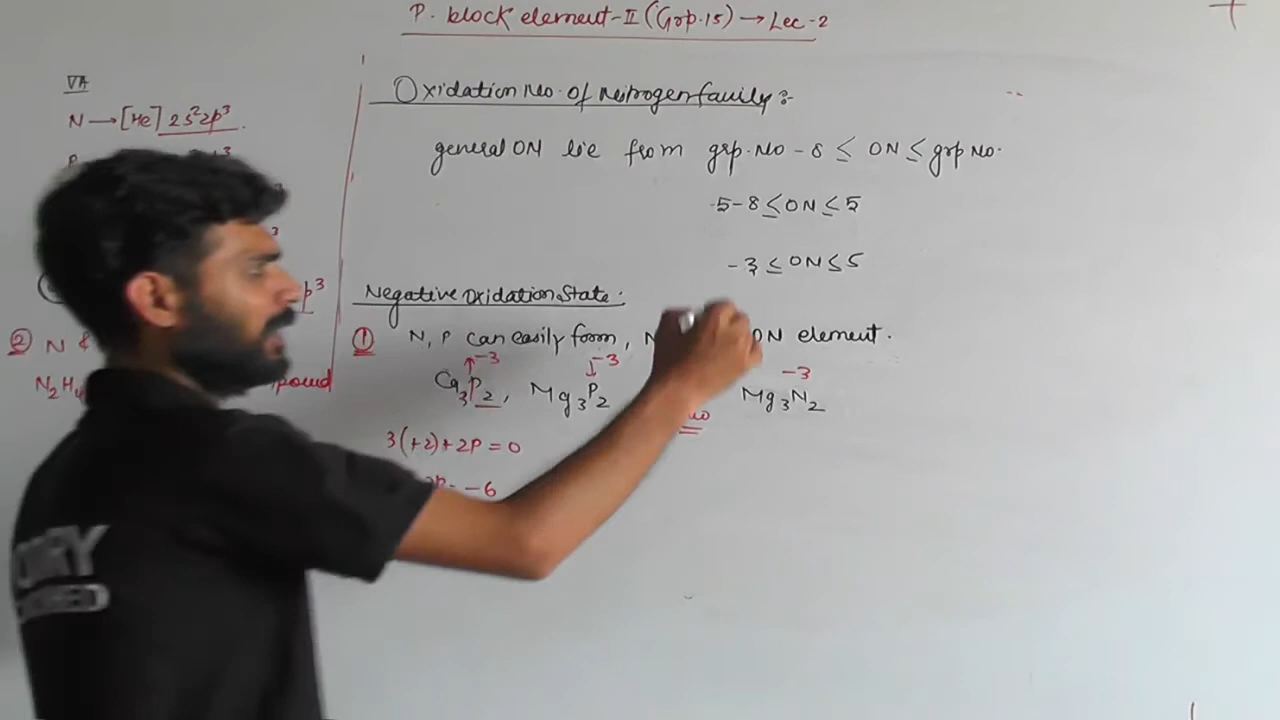 P. block element-II (Grp.15) → Lec-2
VA
N → [He] 2s²2p³
② N &
N₂H₄
Oxidation No. of Nitrogen family :-
general ON lie from grp. No - 8 ≤ ON ≤ grp No.
5-8 ≤ ON ≤ 5
-3 ≤ ON ≤ 5
Negative Oxidation State.
① N, P can easily form, ON element.
-3 -3 -3
Ca₃P₂, Mg₃P₂ Mg₃N₂
3(+2)+2P=0
-6